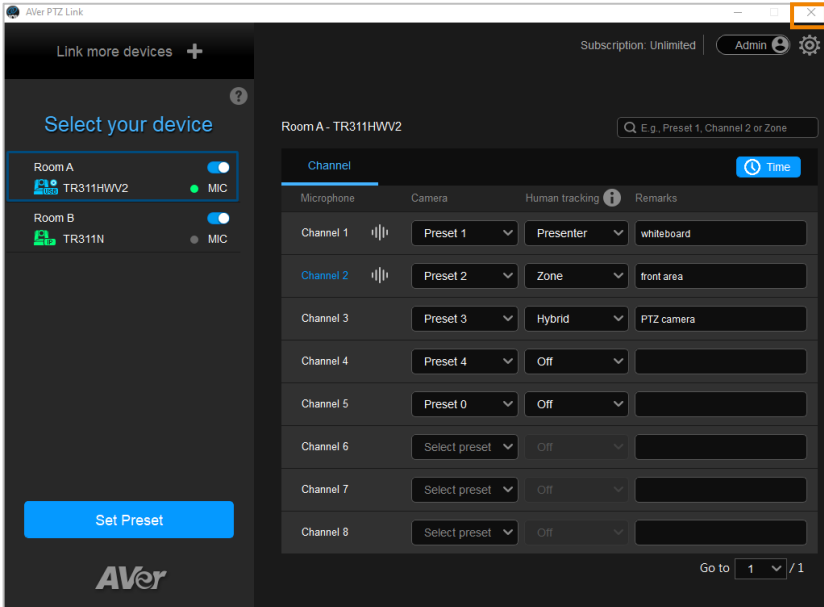 AVer PTZ Link
Link more devices
Subscription: Unlimited
Admin
?
Select your device
Room A
USB TR311HWV2 MIC
Room B
IP TR311N MIC
Set Preset
AVer
Room A - TR311HWV2
E.g., Preset 1, Channel 2 or Zone
Channel
Time
Microphone Camera Human tracking i Remarks
Channel 1 Preset 1 Presenter whiteboard
Channel 2 Preset 2 Zone front area
Channel 3 Preset 3 Hybrid PTZ camera
Channel 4 Preset 4 Off
Channel 5 Preset 0 Off
Channel 6 Select preset Off
Channel 7 Select preset Off
Channel 8 Select preset Off
Go to 1 / 1